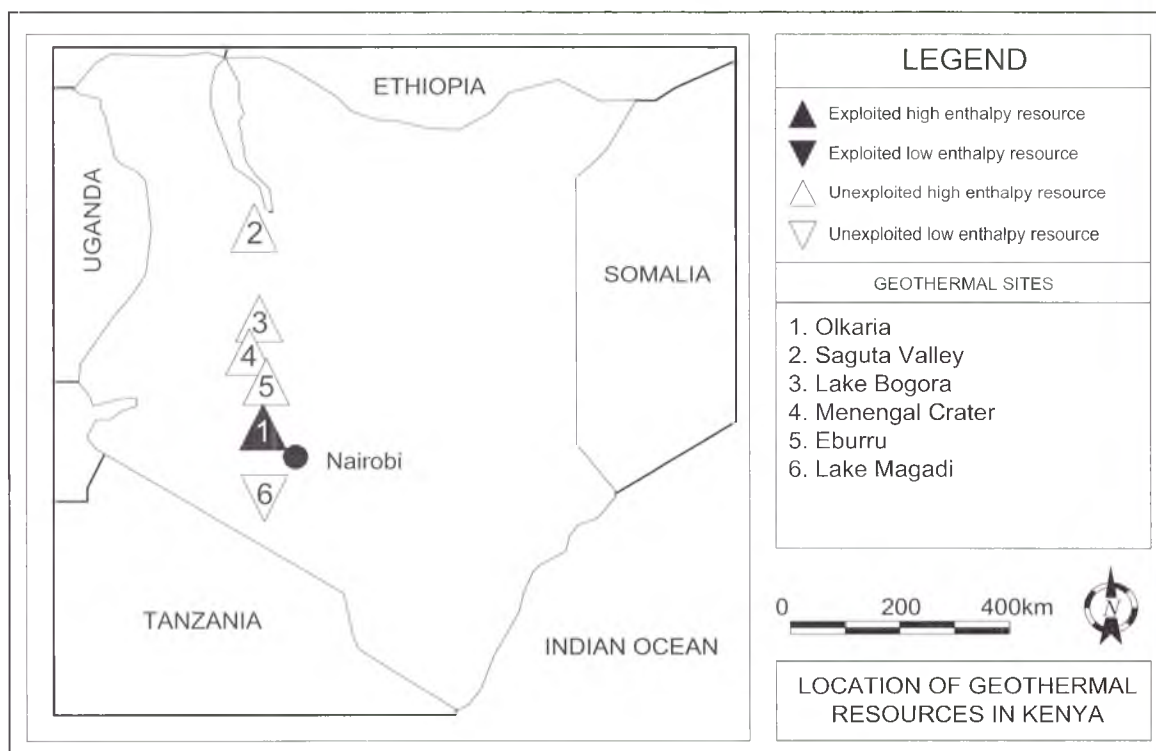 ETHIOPIA
UGANDA
2
SOMALIA
3
4
5
1
Nairobi
6
TANZANIA
INDIAN OCEAN
LEGEND
Exploited high enthalpy resource
Exploited low enthalpy resource
Unexploited high enthalpy resource
Unexploited low enthalpy resource
GEOTHERMAL SITES
1. Olkaria
2. Saguta Valley
3. Lake Bogora
4. Menengal Crater
5. Eburru
6. Lake Magadi
0 200 400km
N
LOCATION OF GEOTHERMAL
RESOURCES IN KENYA